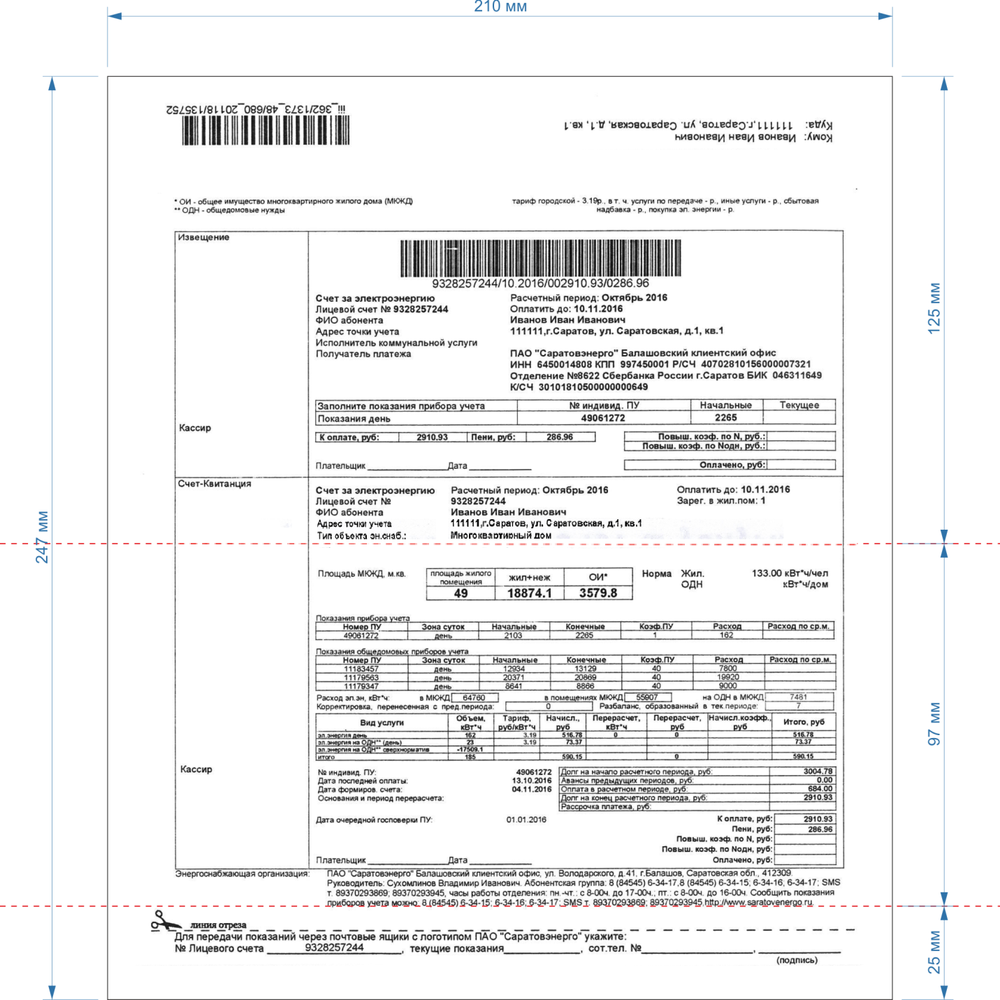 210 мм
iii_362/1373_48/680_20118/135752
Кому: Иванов Иван Иванович
Куда: 111111,г.Саратов, ул. Саратовская, д.1, кв.1
* ОИ - общее имущество многоквартирного жилого дома (МКЖД)
** ОДН - общедомовые нужды
тариф городской - 3.19р., в т. ч. услуги по передаче - р., иные услуги - р., сбытовая
надбавка - р., покупка эл. энергии - р.
Извещение
9328257244/10.2016/002910.93/0286.96
Счет за электроэнергию Расчетный период: Октябрь 2016
Лицевой счет № 9328257244 Оплатить до: 10.11.2016
ФИО абонента Иванов Иван Иванович
Адрес точки учета 111111,г.Саратов, ул. Саратовская, д.1, кв.1
Исполнитель коммунальной услуги
Получатель платежа ПАО "Саратовэнерго" Балашовский клиентский офис
ИНН 6450014808 КПП 997450001 Р/СЧ 40702810156000007321
Отделение №8622 Сбербанка России г.Саратов БИК 046311649
К/СЧ 30101810500000000649
Заполните показания прибора учета № индивид. ПУ Начальные Текущее
Показания день 49061272 2265
Кассир
К оплате, руб: 2910.93 Пени, руб: 286.96 Повыш. коэф. по N, руб.:
Повыш. коэф. по Nодн, руб.:
Плательщик Дата Оплачено, руб:
125 мм
Счет-Квитанция
Счет за электроэнергию Расчетный период: Октябрь 2016 Оплатить до: 10.11.2016
Лицевой счет № 9328257244 Зарег. в жил.пом: 1
ФИО абонента Иванов Иван Иванович
Адрес точки учета 111111,г.Саратов, ул. Саратовская, д.1, кв.1
Тип объекта эн.снаб.: Многоквартирный дом
247 мм
Площадь МКЖД, м.кв. площадь жилого помещения жил+неж ОИ* Норма Жил. 133.00 кВт*ч/чел
ОДН кВт*ч/дом
49 18874.1 3579.8
Показания прибора учета
Номер ПУ Зона суток Начальные Конечные Коэф.ПУ Расход Расход по ср.м.
49061272 день 2103 2265 1 162
Показания общедомовых приборов учета
Номер ПУ Зона суток Начальные Конечные Коэф.ПУ Расход Расход по ср.м.
11183457 день 12934 13129 40 7800
11179563 день 20371 20869 40 19920
11179347 день 8641 8866 40 9000
Расход эл.эн, кВт*ч: в МКЖД 64760 в помещениях МКЖД 55907 на ОДН в МКЖД 7481
Корректировка, перенесенная с пред.периода: 0 Разбаланс, образованный в тек.периоде: 7
Вид услуги Объем, кВт*ч Тариф, руб/кВт*ч Начисл., руб Перерасчет, кВт*ч Перерасчет, руб Начисл.коэфф., руб Итого, руб
эл.энергия день 162 3.19 516.78 0 0 516.78
эл.энергия на ОДН** (день) 23 3.19 73.37 73.37
эл.энергия на ОДН** сверхнорматив -17509.1
итого 185 590.15 0 590.15
97 мм
Кассир
№ индивид. ПУ: 49061272 Долг на начало расчетного периода, руб: 3004.78
Дата последней оплаты: 13.10.2016 Авансы предыдущих периодов, руб: 0.00
Дата формиров. счета: 04.11.2016 Оплата в расчетном периоде, руб: 684.00
Основания и период перерасчета: Долг на конец расчетного периода, руб: 2910.93
Рассрочка платежа, руб:
Дата очередной госповерки ПУ: 01.01.2016 К оплате, руб: 2910.93
Пени, руб: 286.96
Повыш. коэф. по N, руб:
Повыш. коэф. по Nодн, руб:
Плательщик Дата Оплачено, руб:
Энергоснабжающая организация: ПАО "Саратовэнерго" Балашовский клиентский офис, ул. Володарского, д.41, г.Балашов, Саратовская обл., 412309.
Руководитель: Сухомлинов Владимир Иванович. Абонентская группа: 8 (84545) 6-34-17,8 (84545) 6-34-15; 6-34-16; 6-34-17; SMS
т. 89370293869; 89370293945, часы работы отделения: пн.-чт.: с 8-00ч. до 17-00ч.; пт.: с 8-00ч. до 16-00ч. Сообщить показания
приборов учета можно: 8 (84545) 6-34-15; 6-34-16; 6-34-17; SMS т. 89370293869; 89370293945,http://www.saratovenergo.ru.
линия отреза
Для передачи показаний через почтовые ящики с логотипом ПАО "Саратовэнерго" укажите:
№ Лицевого счета 9328257244, текущие показания , сот.тел. № ,
(подпись)
25 мм